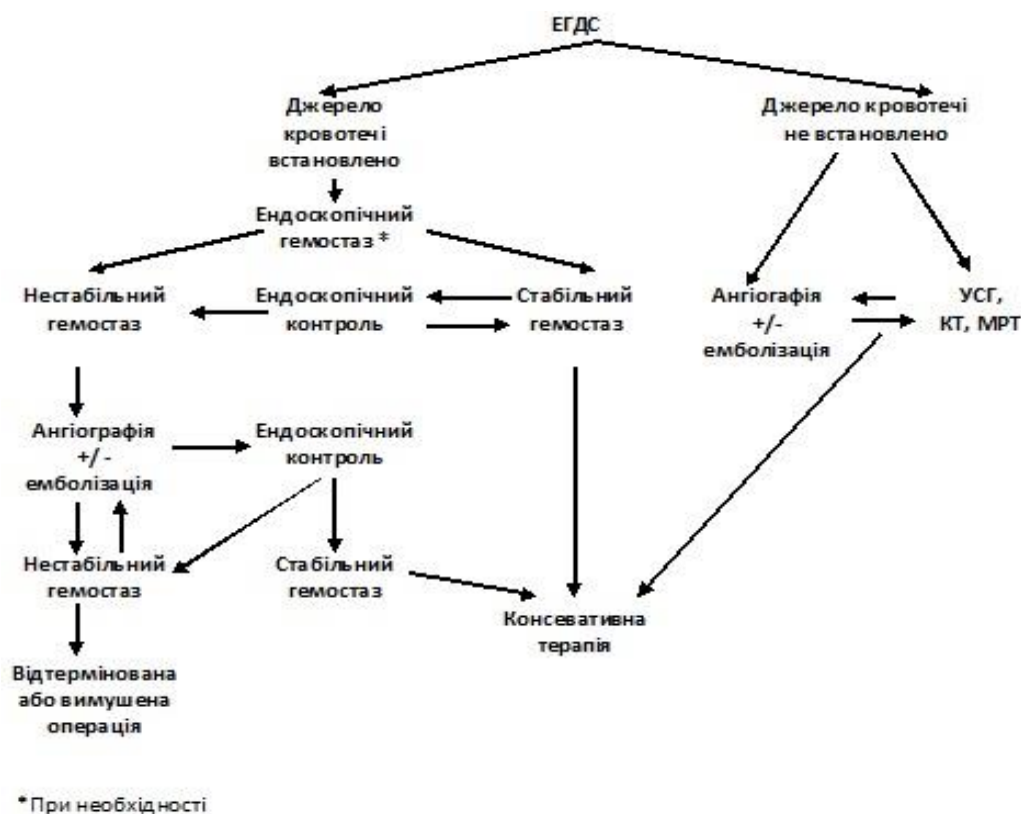 ЕГДС
Джерело
кровотечі
встановлено
Джерело кровотечі
не встановлено
Ендоскопічний
гемостаз *
Нестабільний
гемостаз
Ендоскопічний
контроль
Стабільний
гемостаз
Ангіогафія
+/-
емболізація
УСГ,
КТ, МРТ
Ангіографія
+/-
емболізація
Ендоскопічний
контроль
Нестабільний
гемостаз
Стабільний
гемостаз
Консевативна
терапія
Відтермінована
або вимушена
операція
*При необхідності